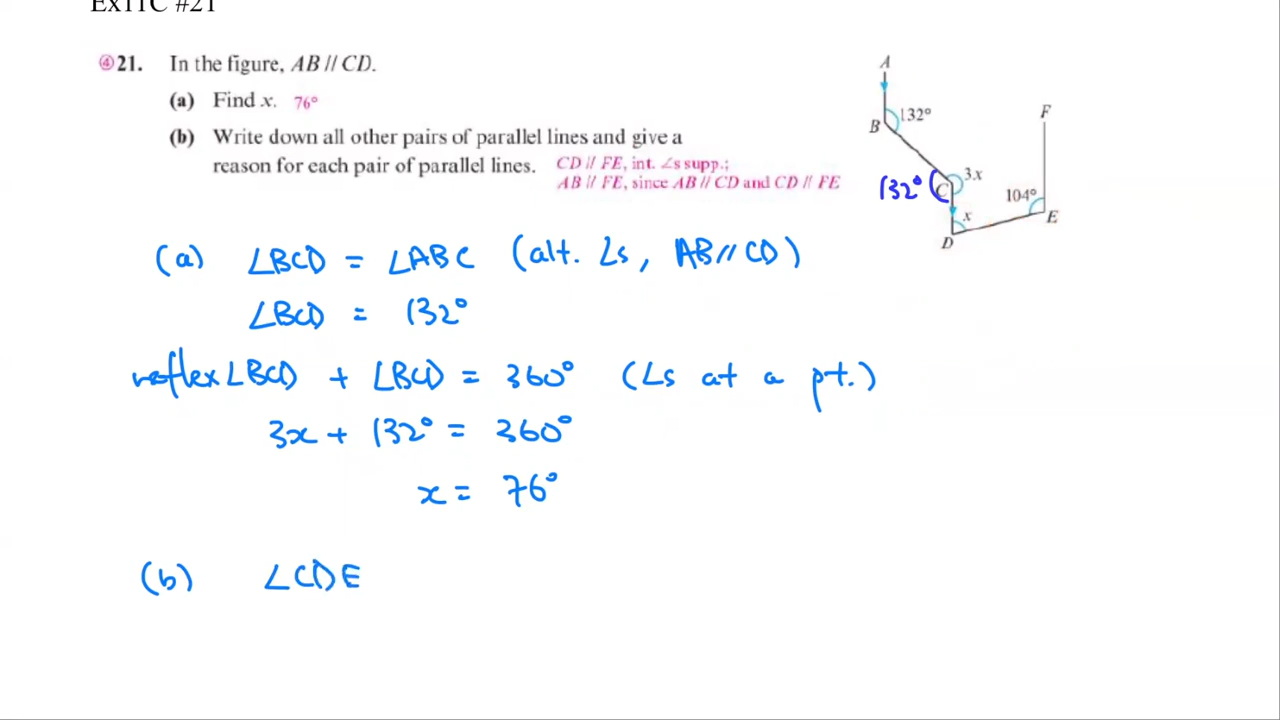 Ex11C #21
④21. In the figure, AB // CD.
(a) Find x. 76°
(b) Write down all other pairs of parallel lines and give a
reason for each pair of parallel lines. CD // FE, int. ∠s supp.;
AB // FE, since AB // CD and CD // FE
A
B
132°
F
132°
C
3x
x
104°
D
E
(a) ∠BCD = ∠ABC (alt. ∠s, AB // CD)
∠BCD = 132°
reflex∠BCD + ∠BCD = 360° (∠s at a pt.)
3x + 132° = 360°
x = 76°
(b) ∠CDE